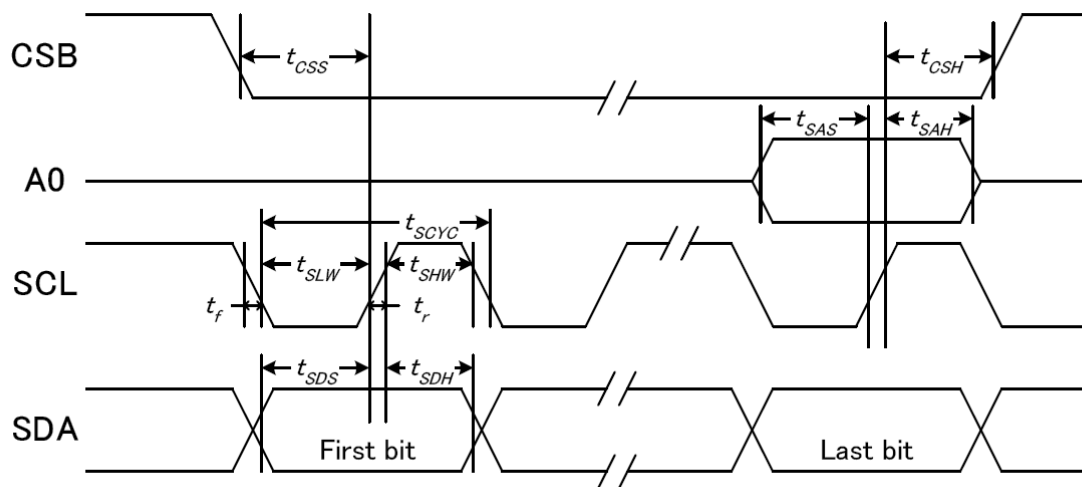 CSB
tCSS
tCSH
tSAS
tSAH
A0
tSCYC
SCL
tSLW
tSHW
tf
tr
tSDS
tSDH
SDA
First bit
Last bit